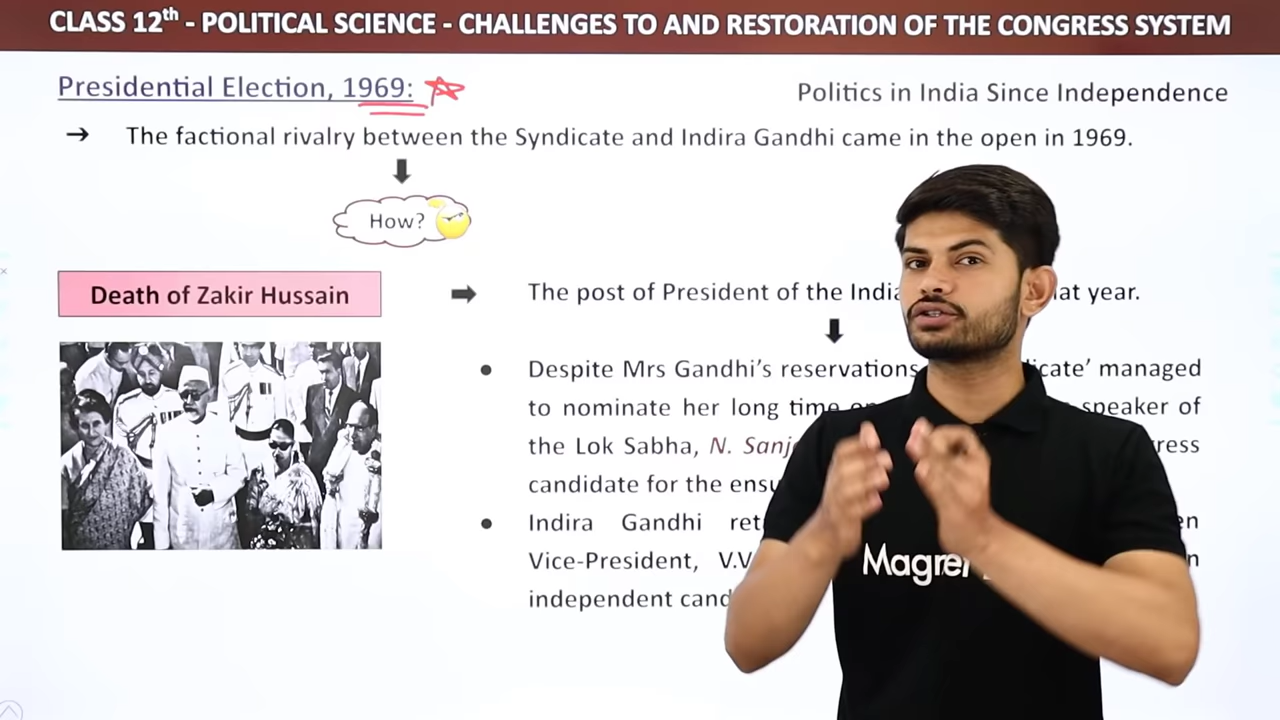 CLASS 12th - POLITICAL SCIENCE - CHALLENGES TO AND RESTORATION OF THE CONGRESS SYSTEM
Presidential Election, 1969:
Politics in India Since Independence
The factional rivalry between the Syndicate and Indira Gandhi came in the open in 1969.
How?
Death of Zakir Hussain
The post of President of the India at year.
Despite Mrs Gandhi's reservations icate' managed
to nominate her long time speaker of
the Lok Sabha, N. Sanj ress
candidate for the ensu
Indira Gandhi ret en
Vice-President, V.V n
independent cand
Magne